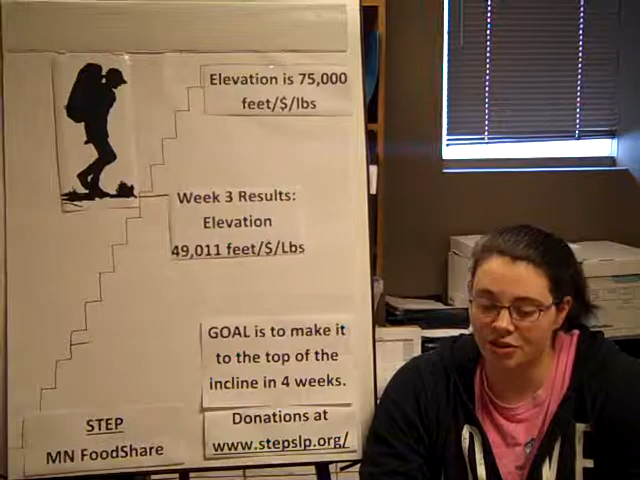 Elevation is 75,000
feet/$/lbs
Week 3 Results:
Elevation
49,011 feet/$/Lbs
GOAL is to make it
to the top of the
incline in 4 weeks.
STEP
MN FoodShare
Donations at
www.stepslp.org/